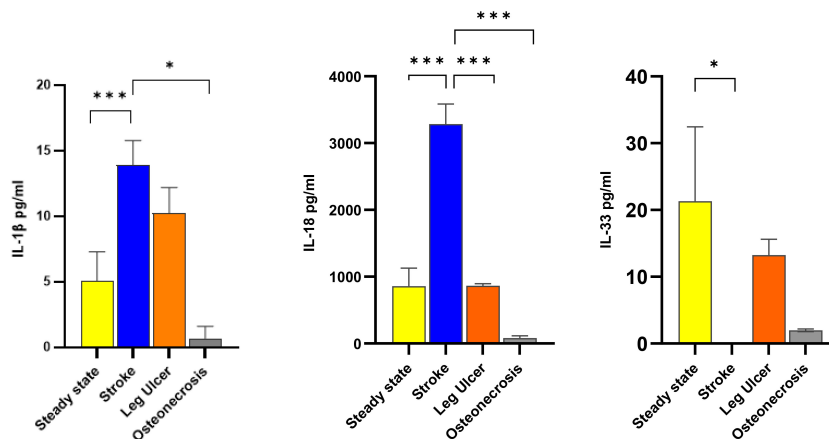 ***
*
20
15
10
5
0
IL-1β pg/ml
Steady state
Stroke
Leg Ulcer
Osteonecrosis
***
***
***
4000
3000
2000
1000
0
IL-18 pg/ml
Steady state
Stroke
Leg Ulcer
Osteonecrosis
*
40
30
20
10
0
IL-33 pg/ml
Steady state
Stroke
Leg Ulcer
Osteonecrosis